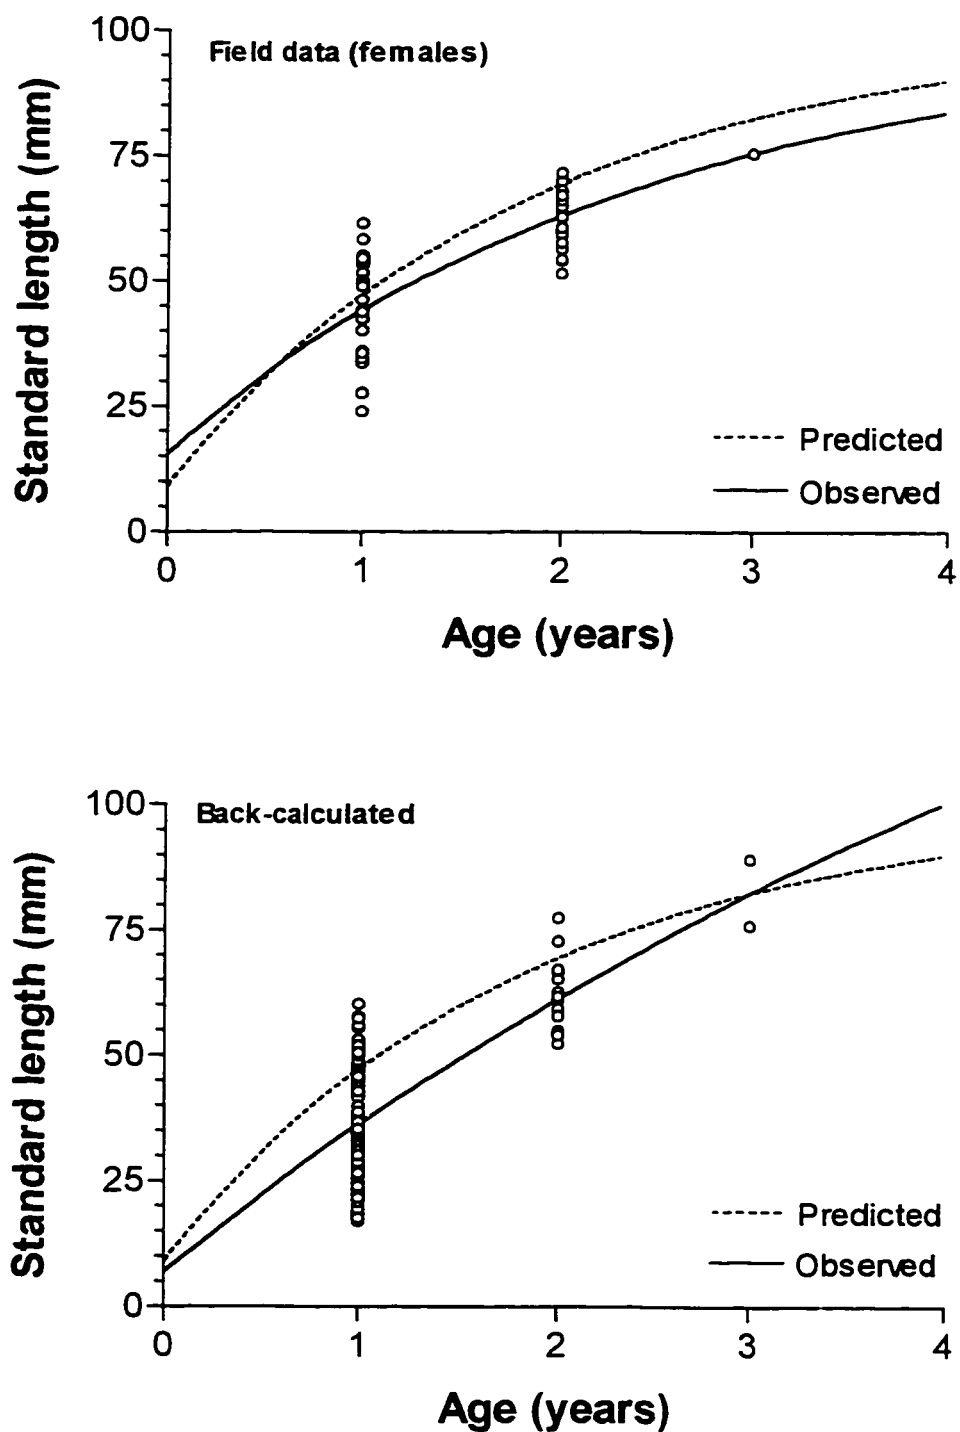 Field data (females)
Standard length (mm)
100
75
50
25
0
Predicted
Observed
0 1 2 3 4
Age (years)
Back-calculated
Standard length (mm)
100
75
50
25
0
Predicted
Observed
0 1 2 3 4
Age (years)